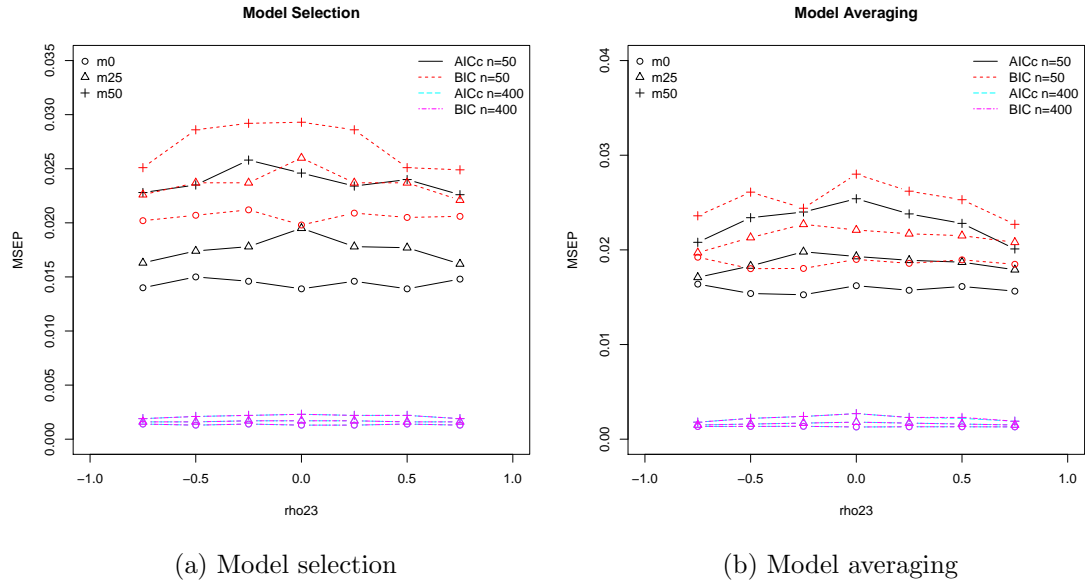 Model Selection
MSEP
0.035
0.030
0.025
0.020
0.015
0.010
0.005
0.000
m0
m25
m50
AICc n=50
BIC n=50
AICc n=400
BIC n=400
-1.0 -0.5 0.0 0.5 1.0
rho23
(a) Model selection
Model Averaging
MSEP
0.04
0.03
0.02
0.01
0.00
m0
m25
m50
AICc n=50
BIC n=50
AICc n=400
BIC n=400
-1.0 -0.5 0.0 0.5 1.0
rho23
(b) Model averaging